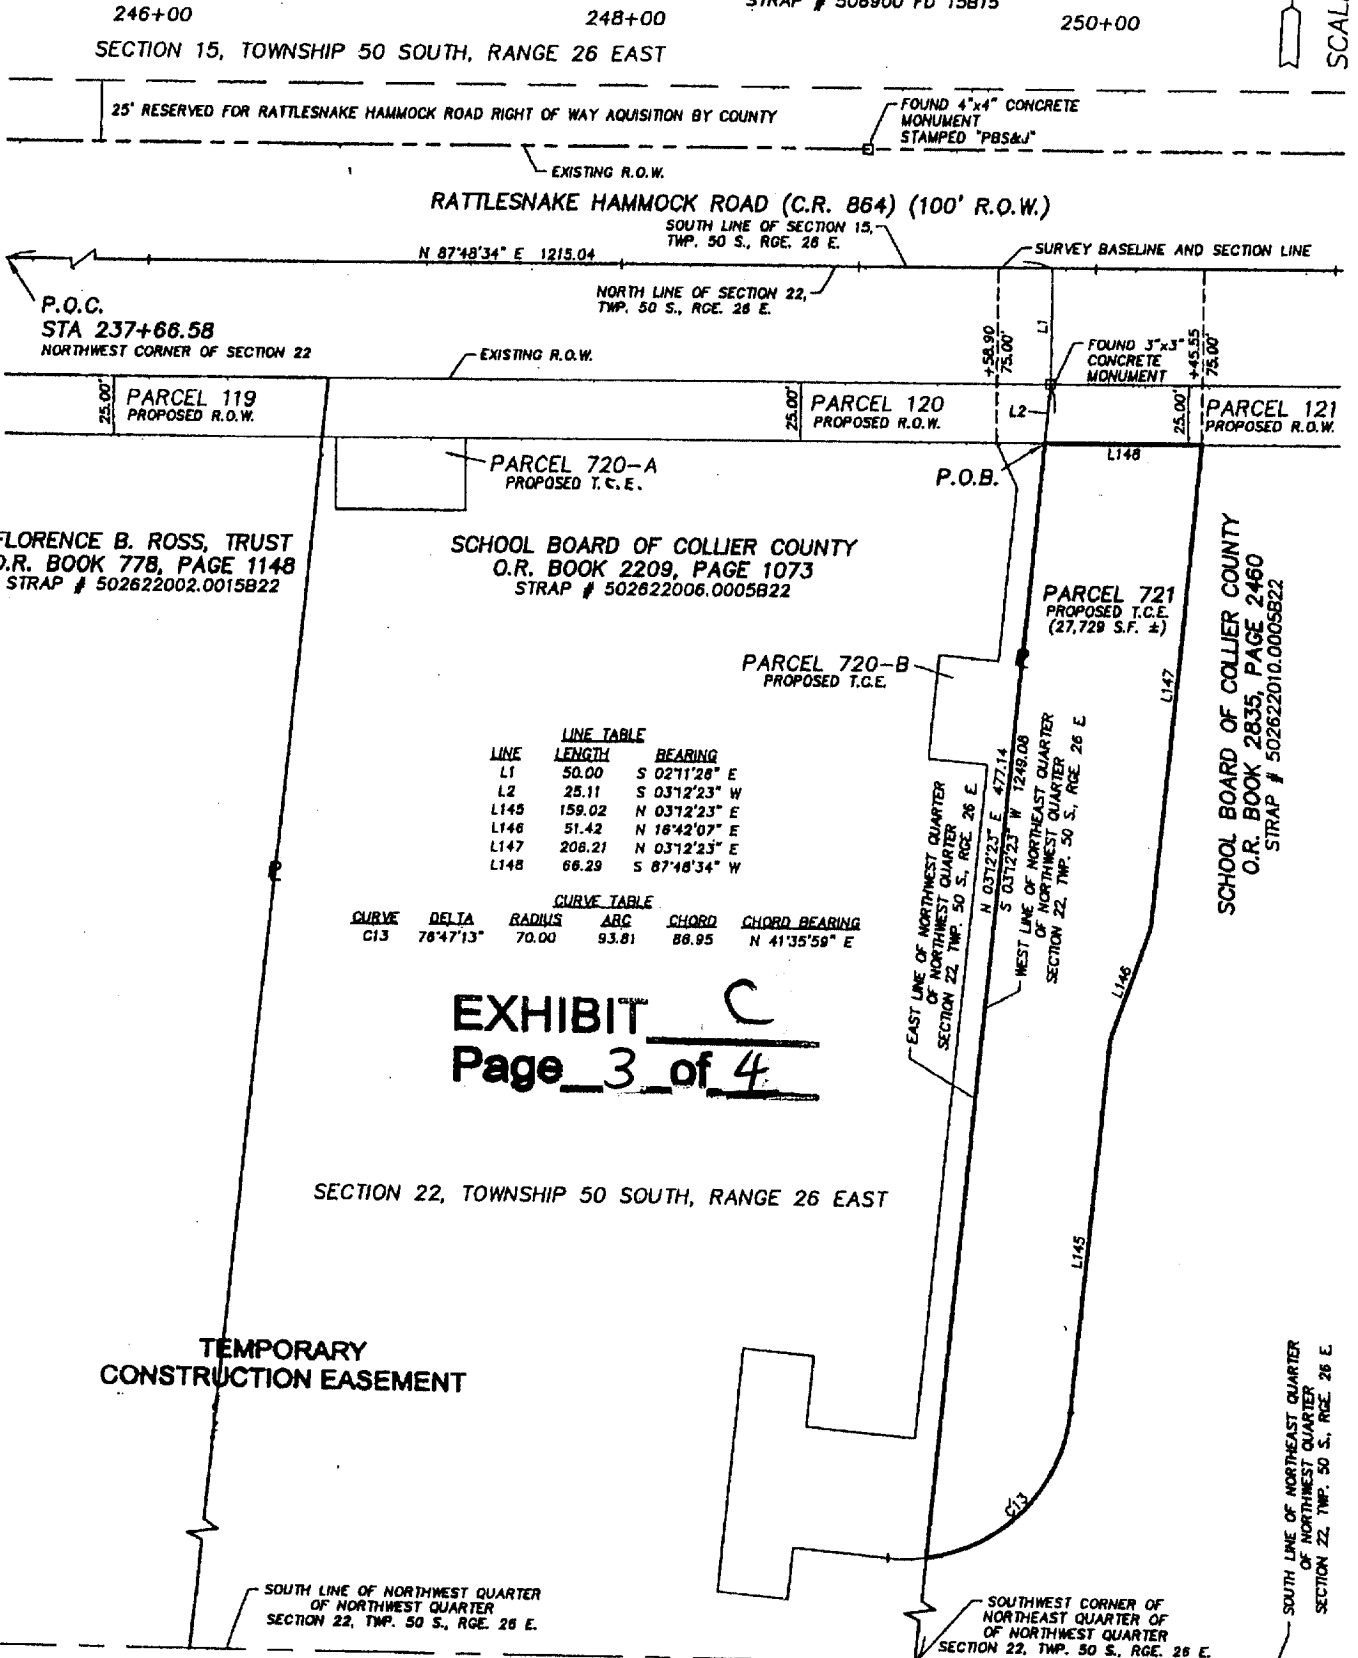 STRAP # 508900 FD 15B15
246+00
248+00
250+00
SCAL
SECTION 15, TOWNSHIP 50 SOUTH, RANGE 26 EAST
25' RESERVED FOR RATTLESNAKE HAMMOCK ROAD RIGHT OF WAY AQUISITION BY COUNTY
FOUND 4"x4" CONCRETE
MONUMENT
STAMPED "PBS&J"
EXISTING R.O.W.
RATTLESNAKE HAMMOCK ROAD (C.R. 864) (100' R.O.W.)
SOUTH LINE OF SECTION 15,
TWP. 50 S., RGE. 26 E.
N 87°48'34" E 1215.04
SURVEY BASELINE AND SECTION LINE
NORTH LINE OF SECTION 22,
TWP. 50 S., RGE. 26 E.
P.O.C.
STA 237+66.58
NORTHWEST CORNER OF SECTION 22
EXISTING R.O.W.
+58.90
75.00'
L1
FOUND 3"x3"
CONCRETE
MONUMENT
+45.55
75.00'
25.00'
PARCEL 119
PROPOSED R.O.W.
25.00'
PARCEL 120
PROPOSED R.O.W.
L2
25.00'
PARCEL 121
PROPOSED R.O.W.
L148
P.O.B.
PARCEL 720-A
PROPOSED T.C.E.
FLORENCE B. ROSS, TRUST
O.R. BOOK 778, PAGE 1148
STRAP # 502622002.0015B22
SCHOOL BOARD OF COLLIER COUNTY
O.R. BOOK 2209, PAGE 1073
STRAP # 502622006.0005B22
PARCEL 721
PROPOSED T.C.E.
(27,729 S.F. ±)
SCHOOL BOARD OF COLLIER COUNTY
O.R. BOOK 2835, PAGE 2460
STRAP # 502622010.0005B22
PARCEL 720-B
PROPOSED T.C.E.
L147
LINE TABLE
LINE LENGTH BEARING
L1 50.00 S 02°11'26" E
L2 25.11 S 03°12'23" W
L145 159.02 N 03°12'23" E
L146 51.42 N 16°42'07" E
L147 206.21 N 03°12'23" E
L148 66.29 S 87°48'34" W
CURVE TABLE
CURVE DELTA RADIUS ARC CHORD CHORD BEARING
C13 76°47'13" 70.00 93.81 86.95 N 41°35'59" E
EAST LINE OF NORTHWEST QUARTER
OF NORTHWEST QUARTER
SECTION 22, TWP. 50 S., RGE. 26 E.
N 03°12'23" E 477.14
S 03°12'23" W 1249.08
WEST LINE OF NORTHEAST QUARTER
OF NORTHWEST QUARTER
SECTION 22, TWP. 50 S., RGE. 26 E.
L146
EXHIBIT C
Page 3 of 4
SECTION 22, TOWNSHIP 50 SOUTH, RANGE 26 EAST
L145
TEMPORARY
CONSTRUCTION EASEMENT
C13
SOUTH LINE OF NORTHWEST QUARTER
OF NORTHWEST QUARTER
SECTION 22, TWP. 50 S., RGE. 26 E.
SOUTHWEST CORNER OF
NORTHEAST QUARTER OF
OF NORTHWEST QUARTER
SECTION 22, TWP. 50 S., RGE. 26 E.
SOUTH LINE OF NORTHEAST QUARTER
OF NORTHWEST QUARTER
SECTION 22, TWP. 50 S., RGE. 26 E.